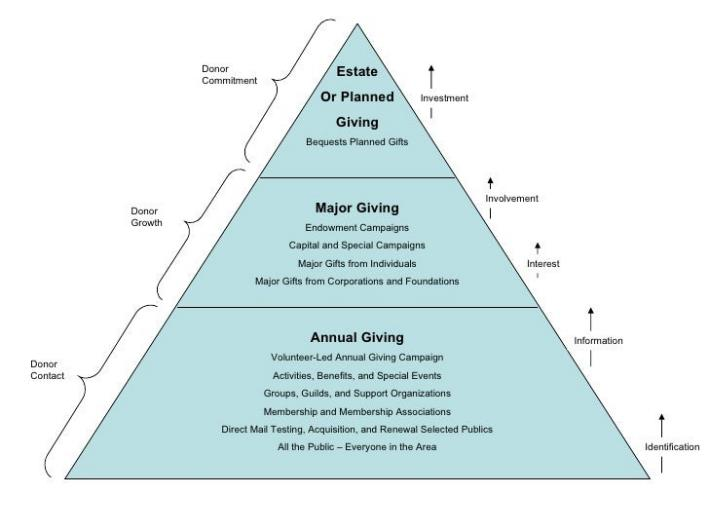 Donor
Commitment
Estate
Or Planned
Giving
Bequests Planned Gifts
Investment
Donor
Growth
Major Giving
Endowment Campaigns
Capital and Special Campaigns
Major Gifts from Individuals
Major Gifts from Corporations and Foundations
Involvement
Interest
Donor
Contact
Annual Giving
Volunteer-Led Annual Giving Campaign
Activities, Benefits, and Special Events
Groups, Guilds, and Support Organizations
Membership and Membership Associations
Direct Mail Testing, Acquisition, and Renewal Selected Publics
All the Public – Everyone in the Area
Information
Identification